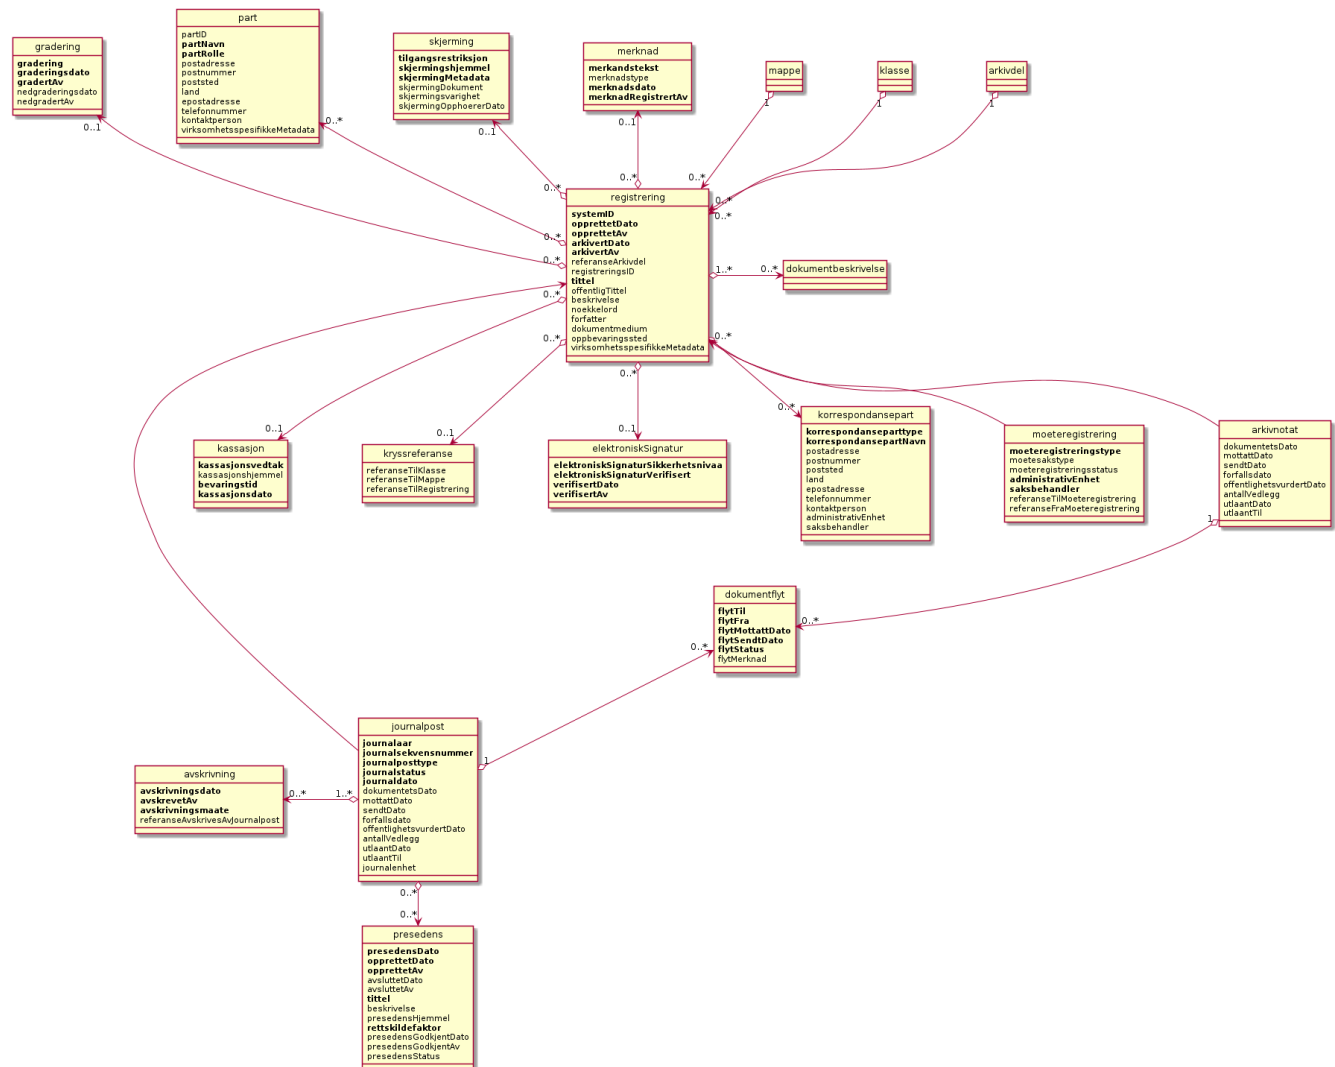 gradering
gradering
graderingsdato
gradertAv
nedgraderingsdato
nedgradertAv
part
partID
partNavn
partRolle
postadresse
postnummer
poststed
land
epostadresse
telefonnummer
kontaktperson
virksomhetsspesifikkeMetadata
skjerming
tilgangsrestriksjon
skjermingshjemmel
skjermingMetadata
skjermingDokument
skjermingsvarighet
skjermingOpphoererDato
merknad
merkandstekst
merknadstype
merknadsdato
merknadRegistrertAv
mappe
klasse
arkivdel
0..1
0..*
0..1
0..1
1
1
1
0..*
0..*
0..*
0..*
0..*
0..*
0..*
registrering
systemID
opprettetDato
opprettetAv
arkivertDato
arkivertAv
referanseArkivdel
registreringsID
tittel
offentligTittel
beskrivelse
noekkelord
forfatter
dokumentmedium
oppbevaringssted
virksomhetsspesifikkeMetadata
1..*
0..*
dokumentbeskrivelse
0..*
0..*
0..*
0..*
0..1
0..1
0..1
0..*
kassasjon
kassasjonsvedtak
kassasjonshjemmel
bevaringstid
kassasjonsdato
kryssreferanse
referanseTilKlasse
referanseTilMappe
referanseTilRegistrering
elektroniskSignatur
elektroniskSignaturSikkerhetsnivaa
elektroniskSignaturVerifisert
verifisertDato
verifisertAv
korrespondansepart
korrespondanseparttype
korrespondansepartNavn
postadresse
postnummer
poststed
land
epostadresse
telefonnummer
kontaktperson
administrativEnhet
saksbehandler
moeteregistrering
moeteregistreringstype
moetesakstype
moeteregistreringsstatus
administrativEnhet
saksbehandler
referanseTilMoeteregistrering
referanseFraMoeteregistrering
arkivnotat
dokumentetsDato
mottattDato
sendtDato
forfallsdato
offentlighetsvurdertDato
antallVedlegg
utlaantDato
utlaantTil
1
0..*
dokumentflyt
flytTil
flytFra
flytMottattDato
flytSendtDato
flytStatus
flytMerknad
0..*
1
journalpost
journalaar
journalsekvensnummer
journalposttype
journalstatus
journaldato
dokumentetsDato
mottattDato
sendtDato
forfallsdato
offentlighetsvurdertDato
antallVedlegg
utlaantDato
utlaantTil
journalenhet
avskrivning
avskrivningsdato
avskrevetAv
avskrivningsmaate
referanseAvskrivesAvJournalpost
0..*
1..*
0..*
0..*
presedens
presedensDato
opprettetDato
opprettetAv
avsluttetDato
avsluttetAv
tittel
beskrivelse
presedensHjemmel
rettskildefaktor
presedensGodkjentDato
presedensGodkjentAv
presedensStatus